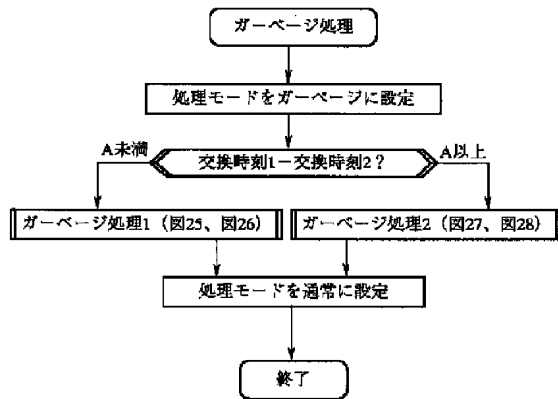 ガーベージ処理
処理モードをガーベージに設定
A未満
交換時刻1−交換時刻2？
A以上
ガーベージ処理1（図25、図26）
ガーベージ処理2（図27、図28）
処理モードを通常に設定
終了